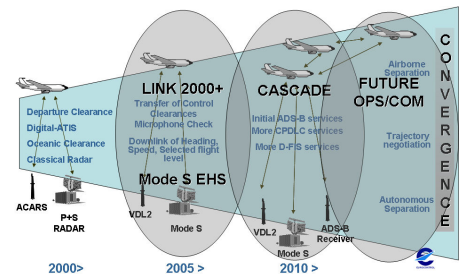 LINK 2000+
CASCADE
FUTURE
OPS/COM
CONVERGENCE
Departure Clearance
Digital-ATIS
Oceanic Clearance
Classical Radar
Transfer of Control
Clearances
Microphone Check
Downlink of Heading,
Speed, Selected flight
level
Mode S EHS
Initial ADS-B services
More CPDLC services
More D-FIS services
Airborne
Separation
Trajectory
negotiation
Autonomous
Separation
ACARS
P+S
RADAR
VDL2
Mode S
VDL2
Mode S
ADS-B
Receiver
2000>
2005 >
2010 >